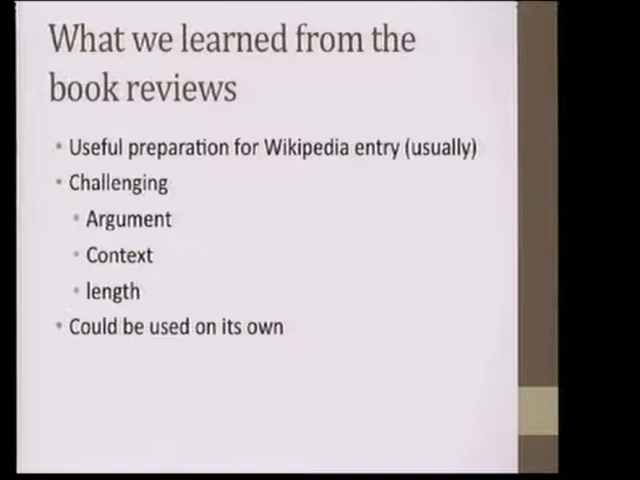 What we learned from the
book reviews
• Useful preparation for Wikipedia entry (usually)
• Challenging
• Argument
• Context
• length
• Could be used on its own